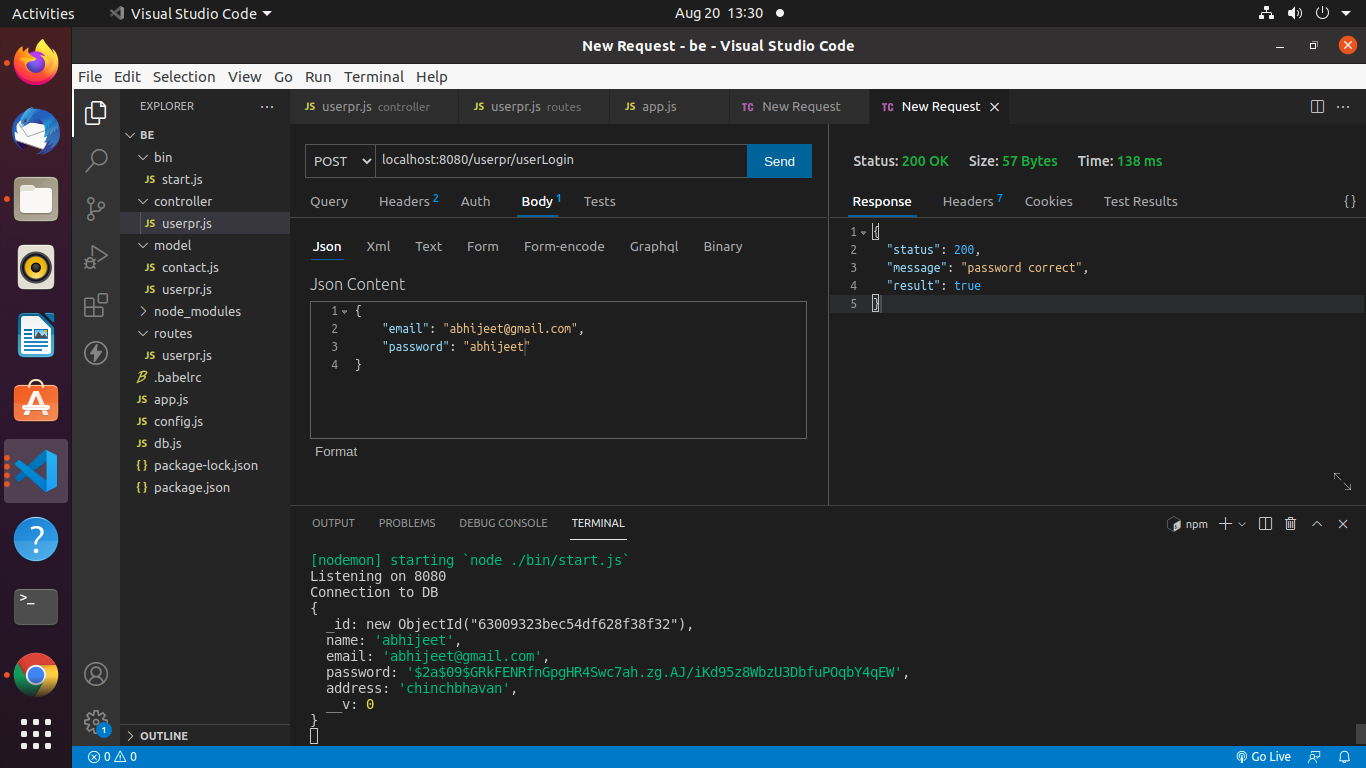 Activities Visual Studio Code Aug 20 13:30
New Request - be - Visual Studio Code
File Edit Selection View Go Run Terminal Help
EXPLORER
BE
bin
JS start.js
controller
JS userpr.js
model
JS contact.js
JS userpr.js
node_modules
routes
JS userpr.js
.babelrc
JS app.js
JS config.js
JS db.js
{} package-lock.json
{} package.json
OUTLINE
JS userpr.js controller JS userpr.js routes JS app.js TC New Request TC New Request
POST localhost:8080/userpr/userLogin Send
Query Headers 2 Auth Body 1 Tests
Json Xml Text Form Form-encode Graphql Binary
Json Content
1 {
2 "email": "abhijeet@gmail.com",
3 "password": "abhijeet"
4 }
Format
Status: 200 OK Size: 57 Bytes Time: 138 ms
Response Headers 7 Cookies Test Results {}
1 {
2 "status": 200,
3 "message": "password correct",
4 "result": true
5 }
OUTPUT PROBLEMS DEBUG CONSOLE TERMINAL npm
[nodemon] starting `node ./bin/start.js`
Listening on 8080
Connection to DB
{
_id: new ObjectId("63009323bec54df628f38f32"),
name: 'abhijeet',
email: 'abhijeet@gmail.com',
password: '$2a$09$GRkFENRfnGpgHR4Swc7ah.zg.AJ/iKd95z8WbzU3DbfuPOqbY4qEW',
address: 'chinchbhavan',
__v: 0
}
1
0 0 Go Live